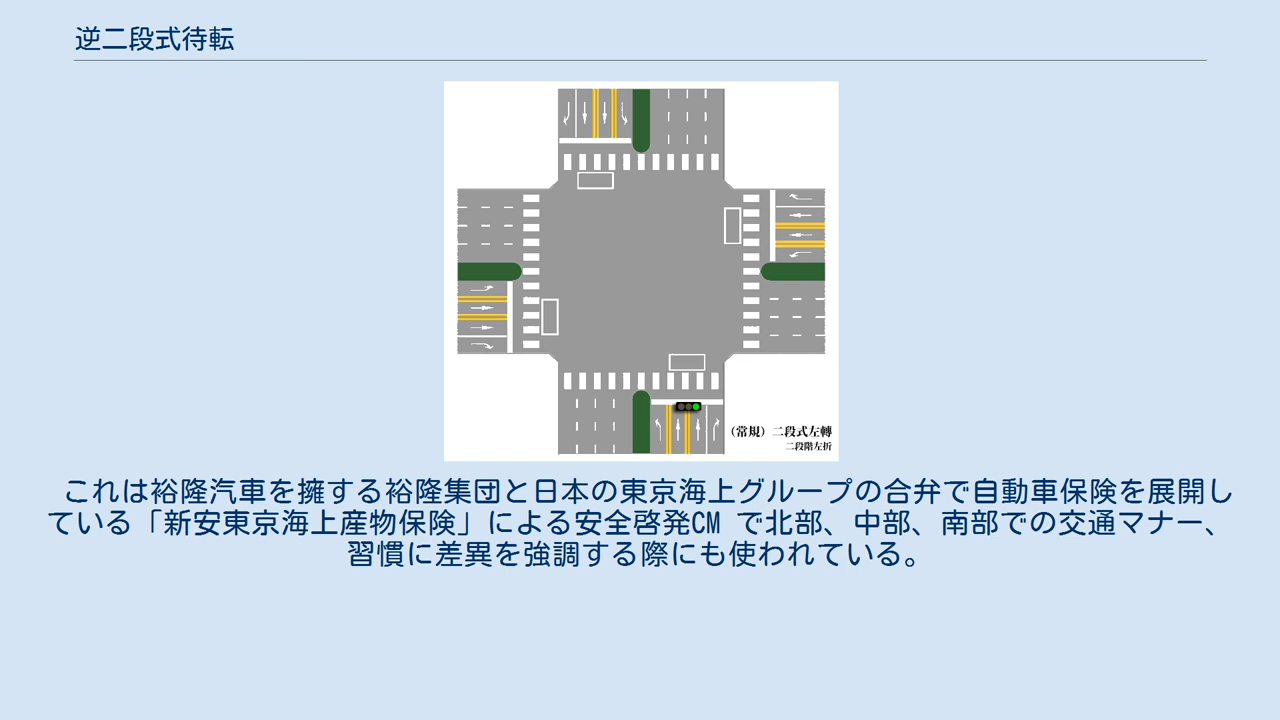 逆二段式待転
（常規）二段式左轉
二段階左折
これは裕隆汽車を擁する裕隆集団と日本の東京海上グループの合弁で自動車保険を展開し
ている「新安東京海上産物保険」による安全啓発CM で北部、中部、南部での交通マナー、
習慣に差異を強調する際にも使われている。